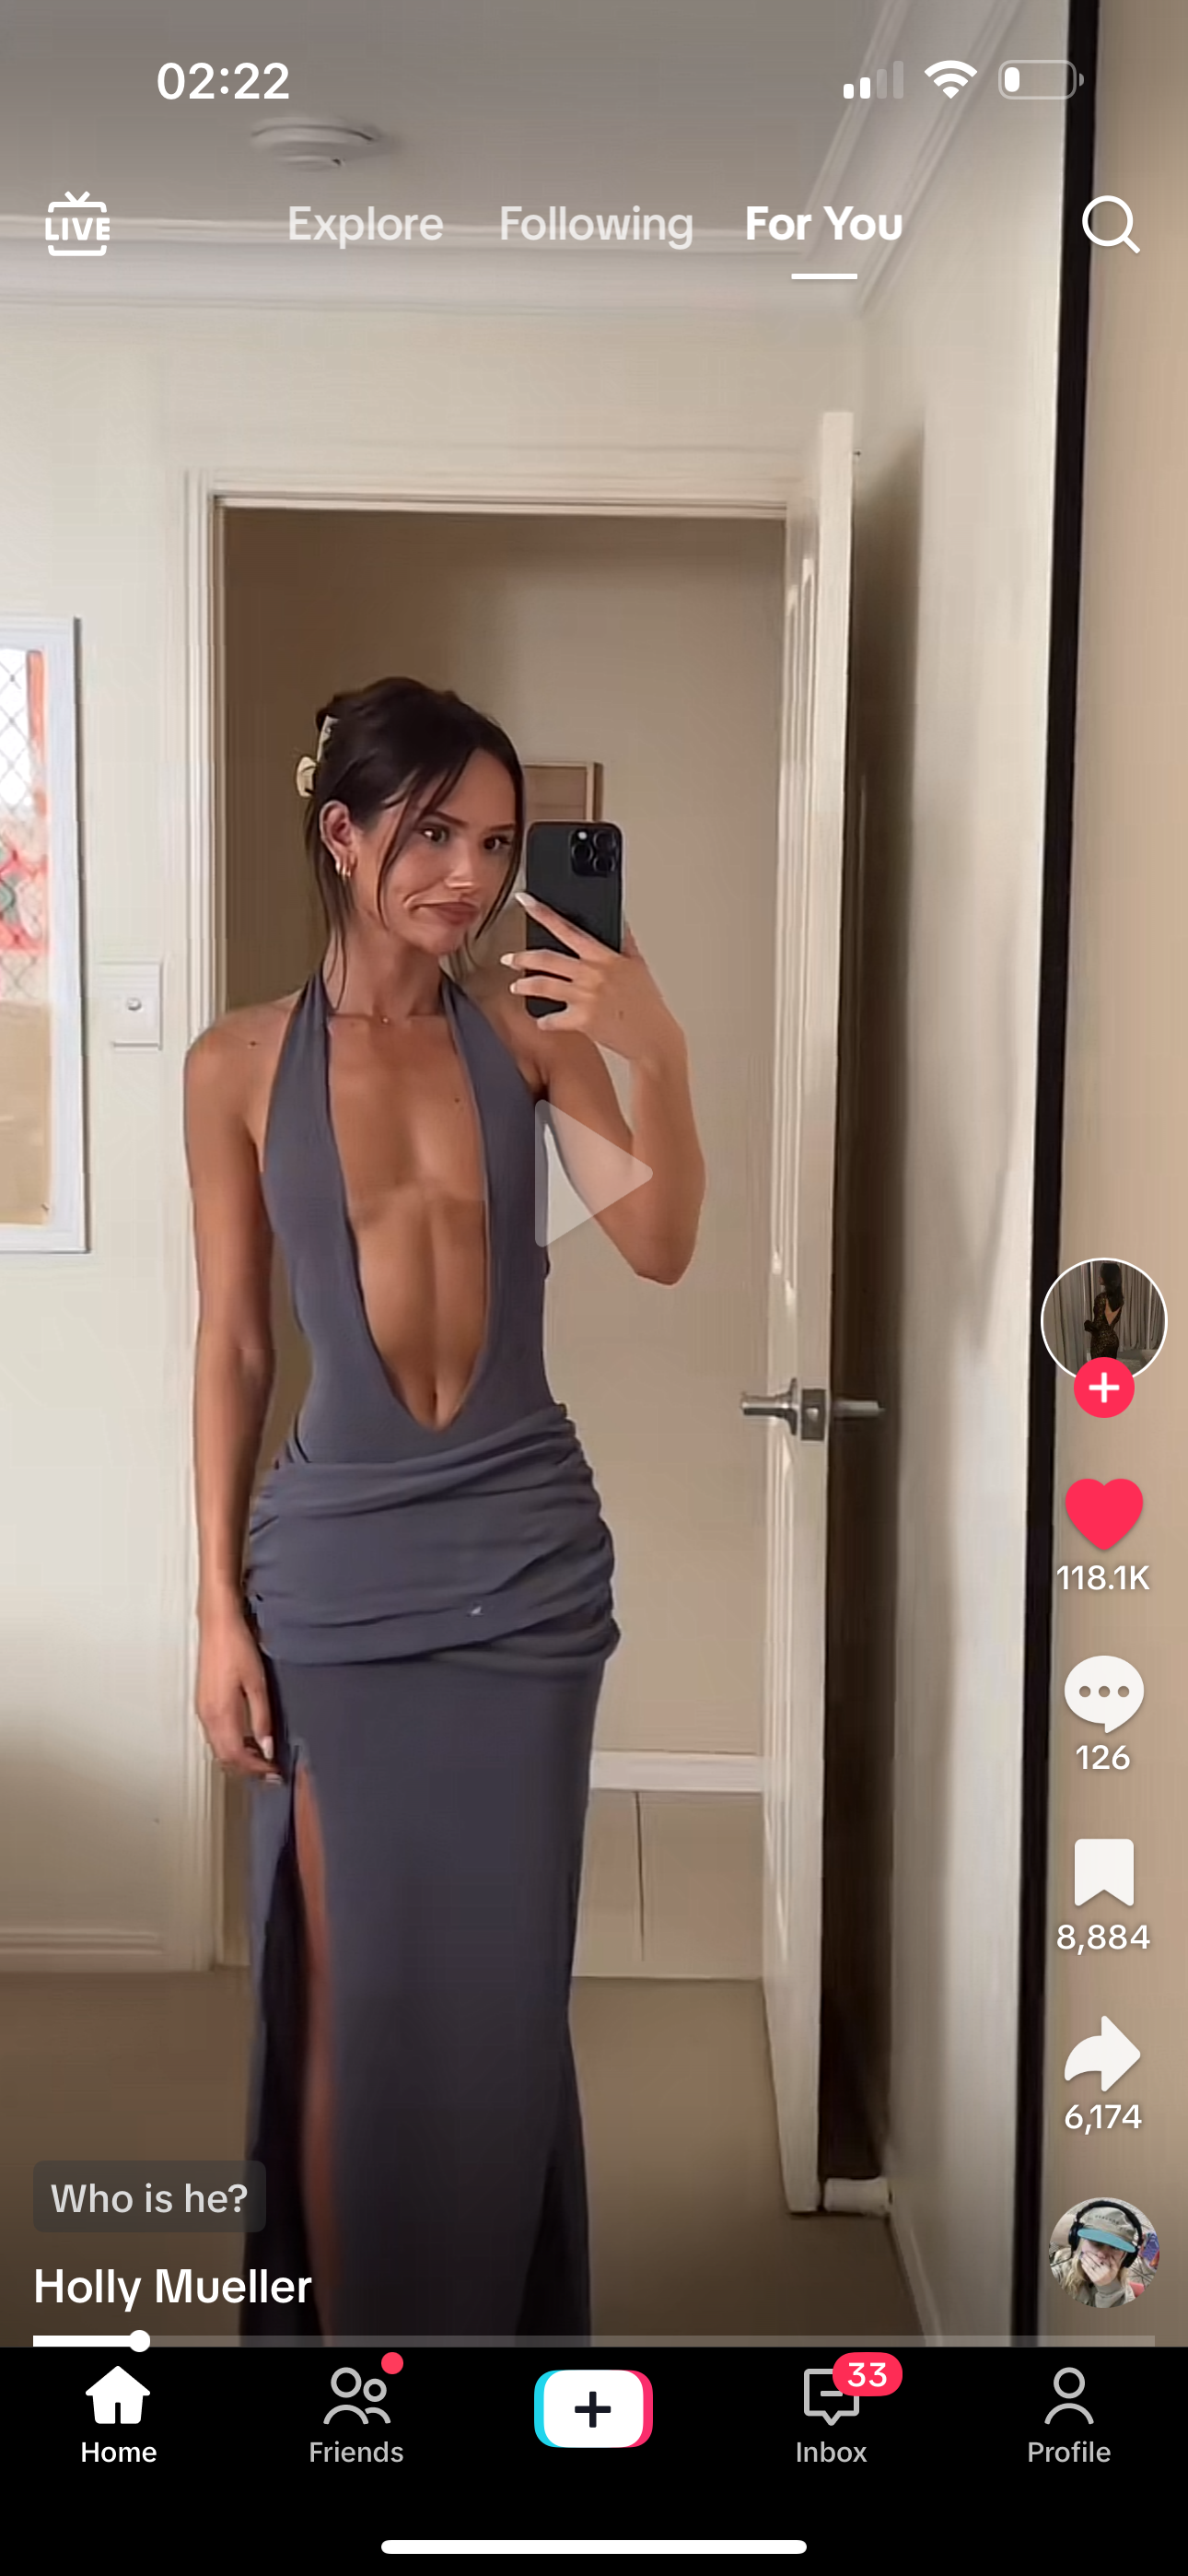 02:22
LIVE
Explore Following For You
118.1K
126
8,884
6,174
Who is he?
Holly Mueller
33
Home Friends Inbox Profile